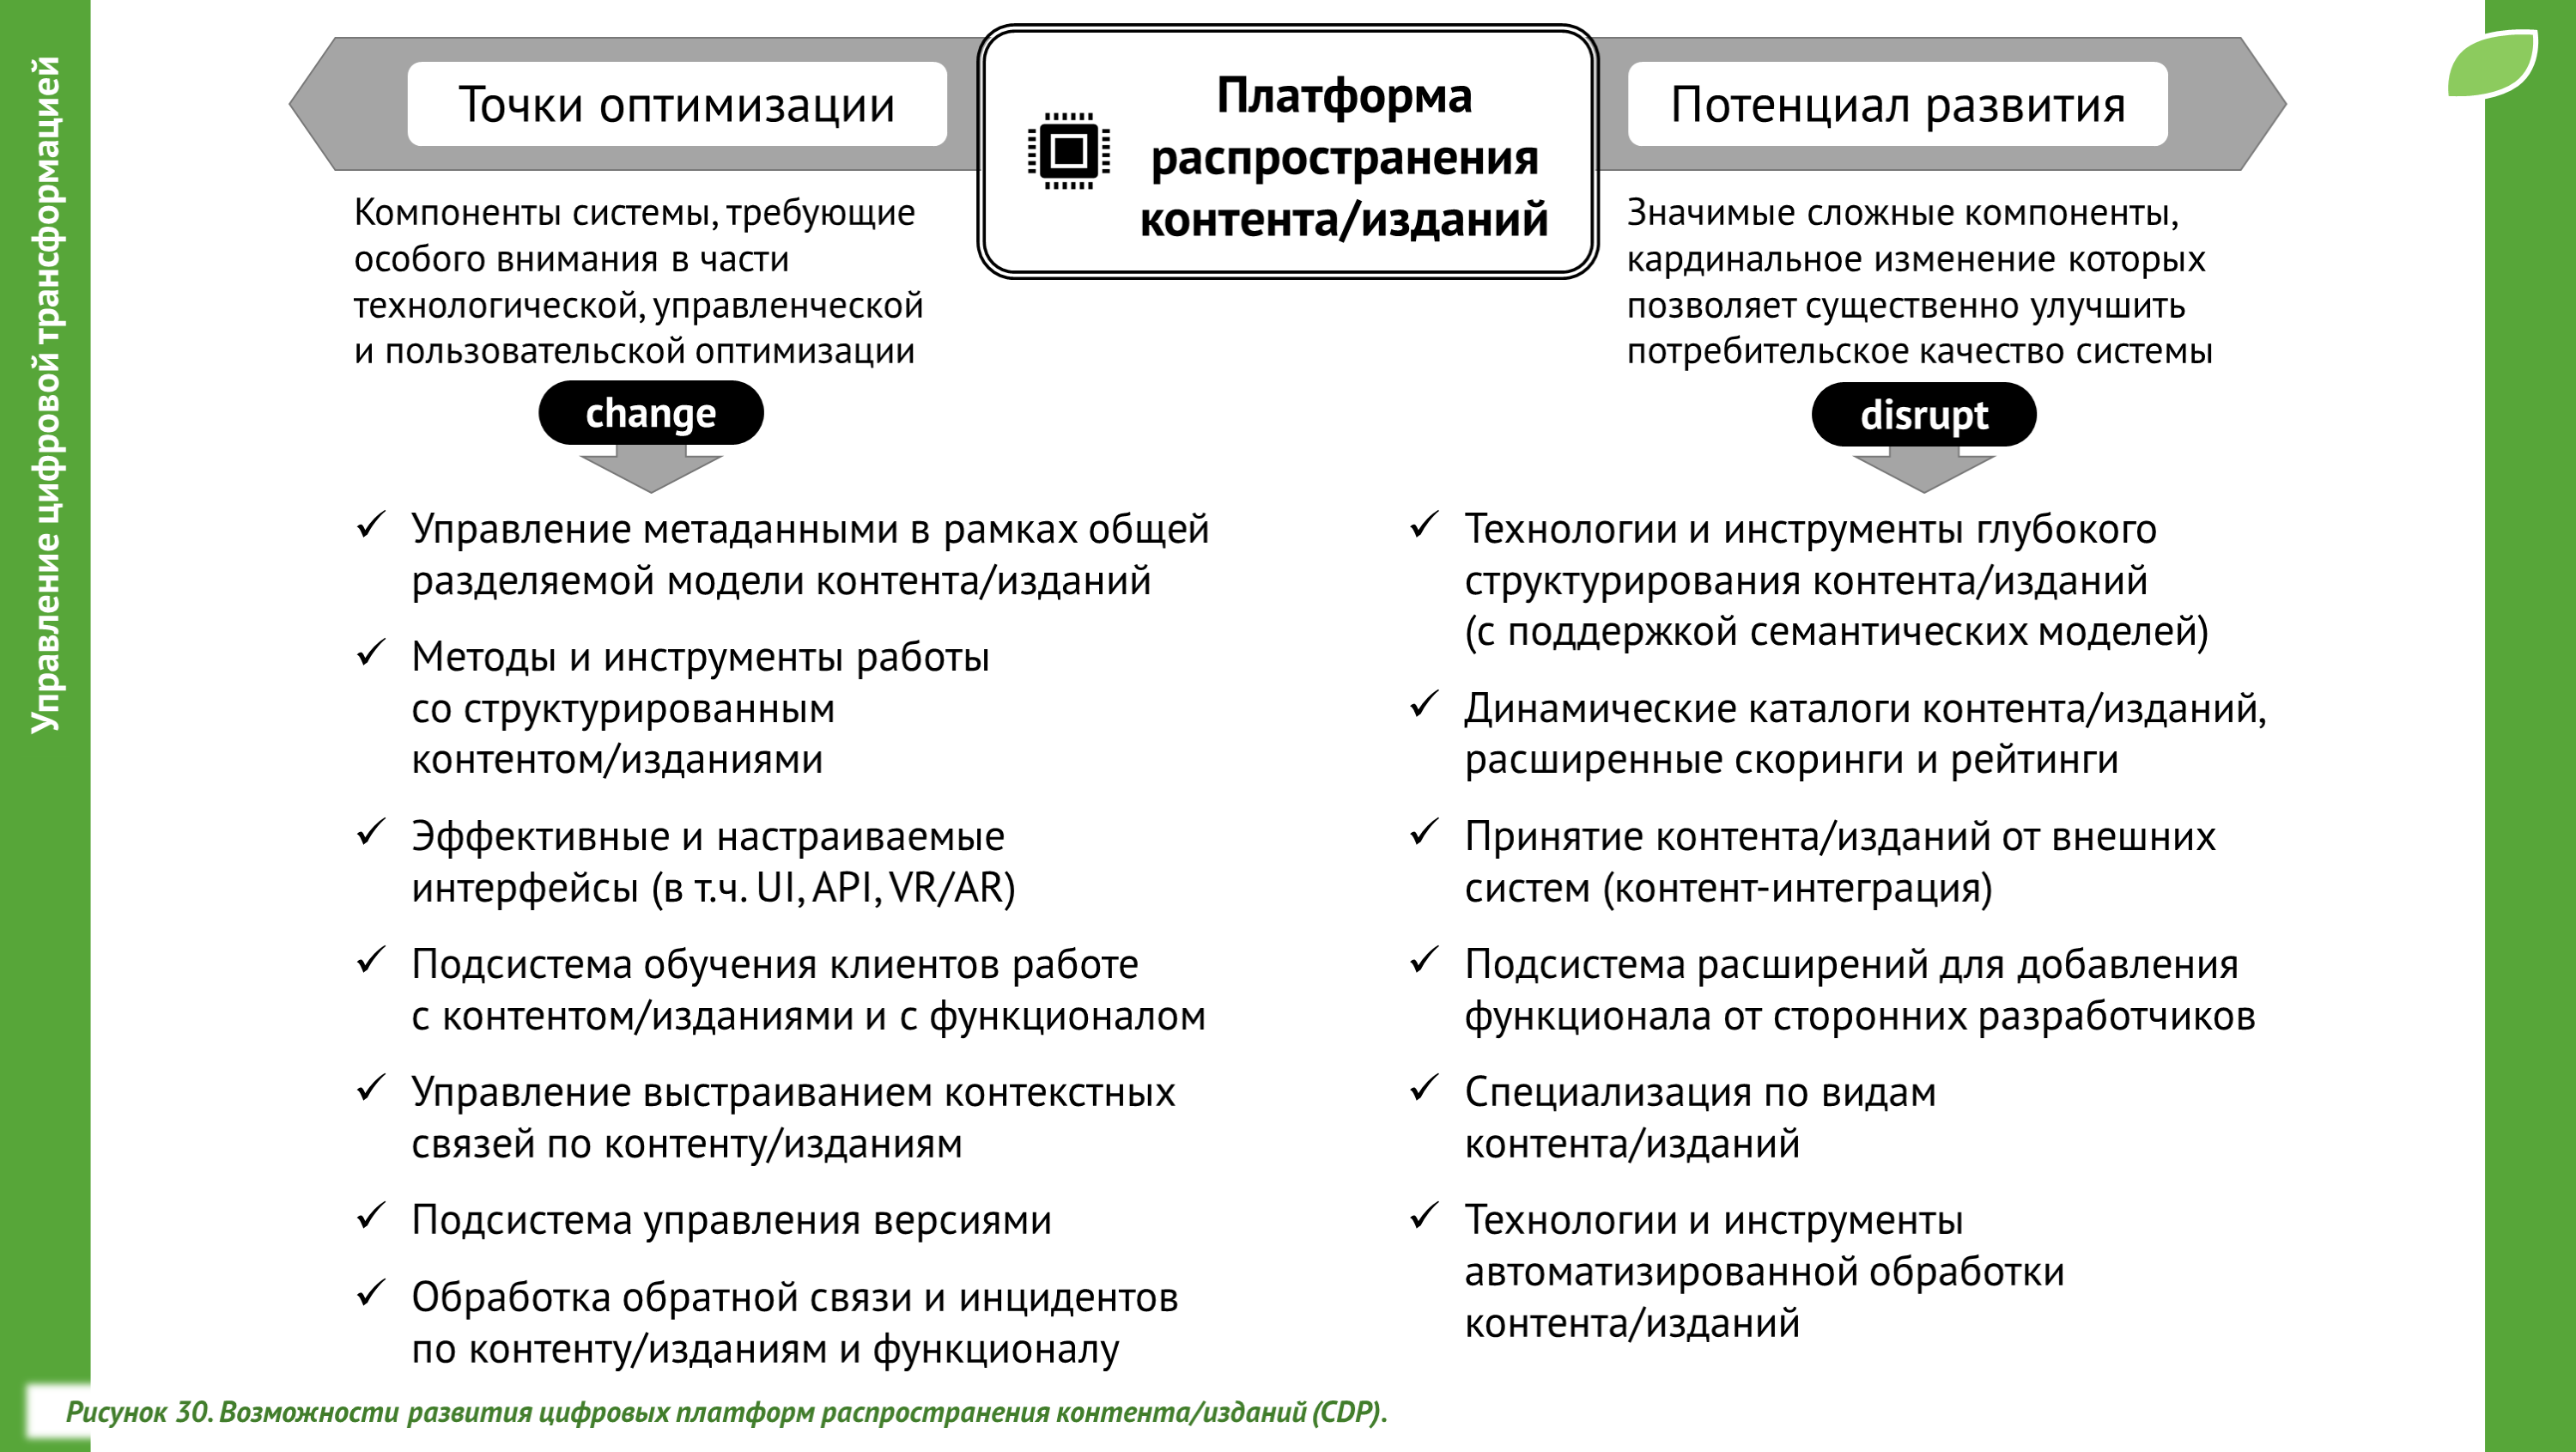 Управление цифровой трансформацией
Точки оптимизации
Платформа
распространения
контента/изданий
Потенциал развития
Компоненты системы, требующие
особого внимания в части
технологической, управленческой
и пользовательской оптимизации
change
Управление метаданными в рамках общей
разделяемой модели контента/изданий
Методы и инструменты работы
со структурированным
контентом/изданиями
Эффективные и настраиваемые
интерфейсы (в т.ч. UI, API, VR/AR)
Подсистема обучения клиентов работе
с контентом/изданиями и с функционалом
Управление выстраиванием контекстных
связей по контенту/изданиям
Подсистема управления версиями
Обработка обратной связи и инцидентов
по контенту/изданиям и функционалу
Значимые сложные компоненты,
кардинальное изменение которых
позволяет существенно улучшить
потребительское качество системы
disrupt
Технологии и инструменты глубокого
структурирования контента/изданий
(с поддержкой семантических моделей)
Динамические каталоги контента/изданий,
расширенные скоринги и рейтинги
Принятие контента/изданий от внешних
систем (контент-интеграция)
Подсистема расширений для добавления
функционала от сторонних разработчиков
Специализация по видам
контента/изданий
Технологии и инструменты
автоматизированной обработки
контента/изданий
Рисунок 30. Возможности развития цифровых платформ распространения контента/изданий (CDP).